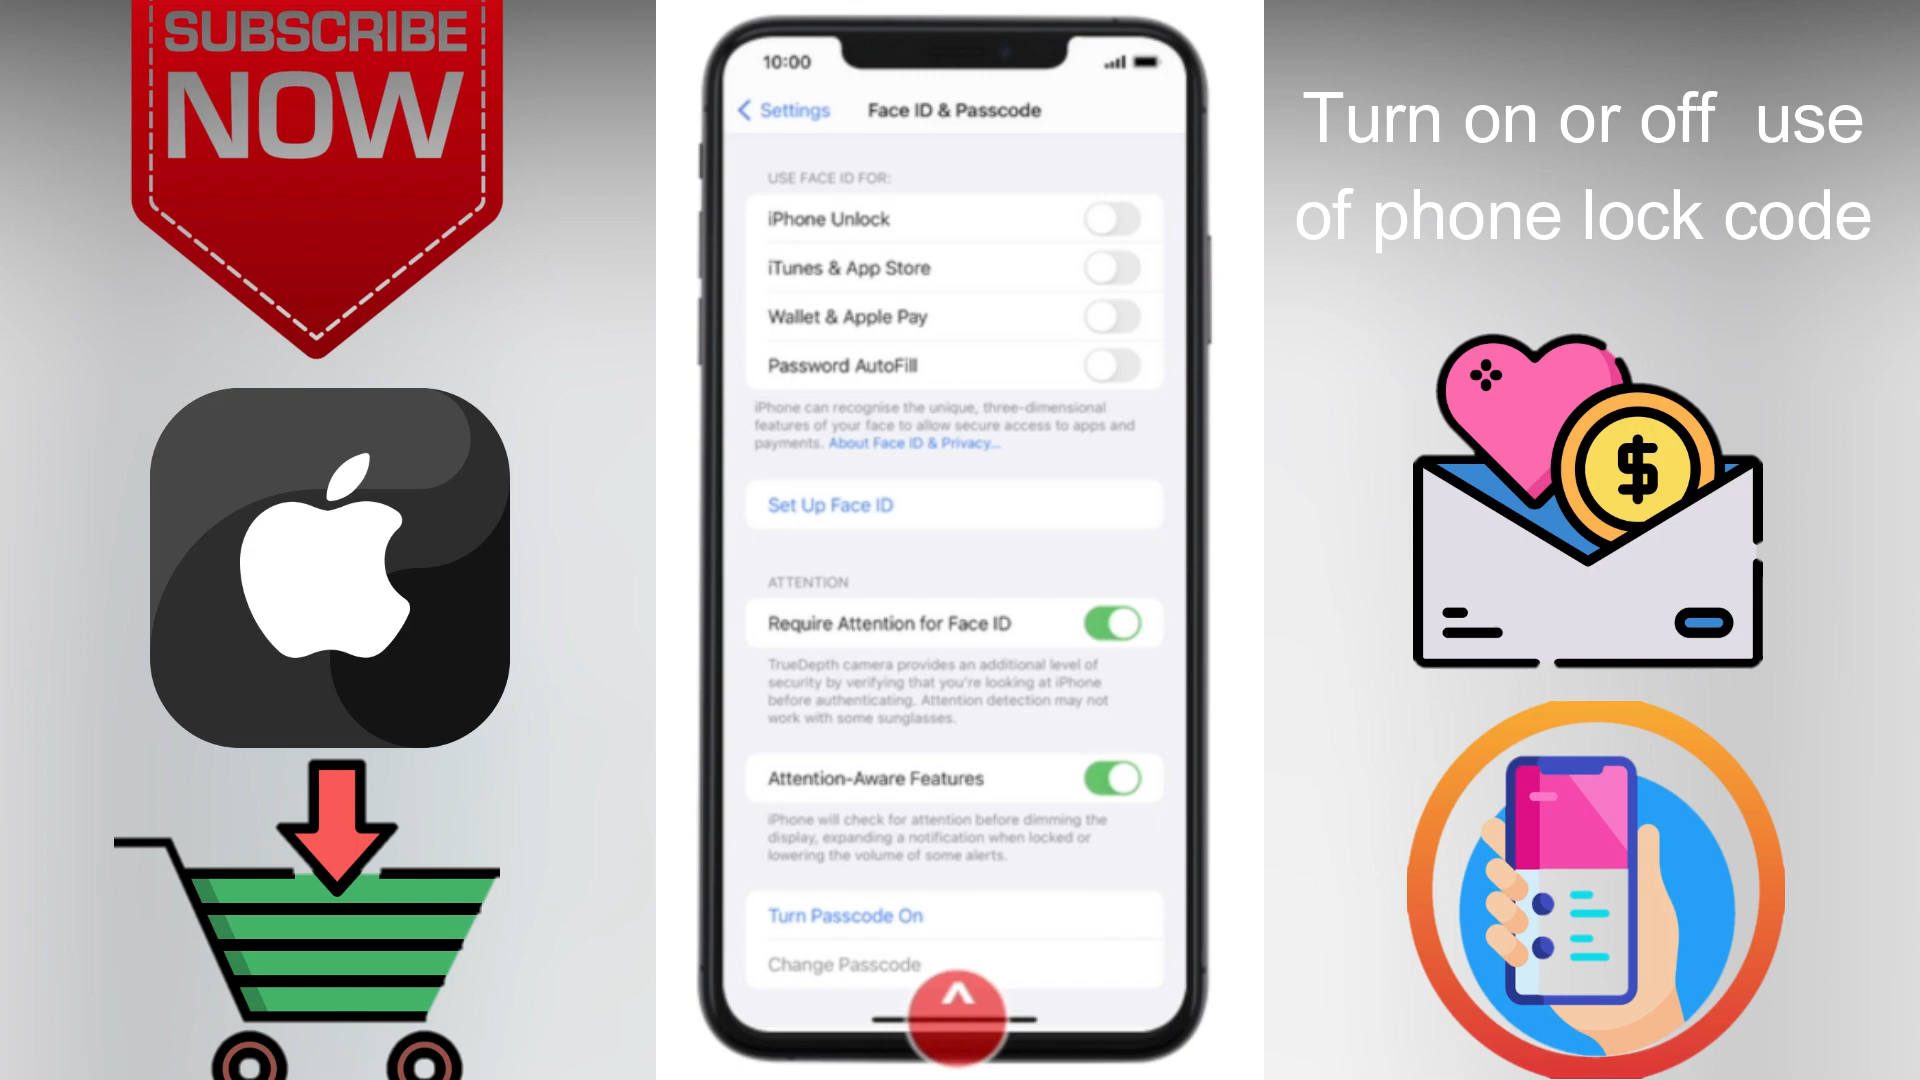 SUBSCRIBE
NOW
10:00
Settings
Face ID & Passcode
USE FACE ID FOR:
iPhone Unlock
iTunes & App Store
Wallet & Apple Pay
Password AutoFill
iPhone can recognise the unique, three-dimensional
features of your face to allow secure access to apps and
payments. About Face ID & Privacy...
Set Up Face ID
ATTENTION
Require Attention for Face ID
TrueDepth camera provides an additional level of
security by verifying that you're looking at iPhone
before authenticating. Attention detection may not
work with some sunglasses.
Attention-Aware Features
iPhone will check for attention before dimming the
display, expanding a notification when locked or
lowering the volume of some alerts.
Turn Passcode On
Change Passcode
Turn on or off use
of phone lock code
$